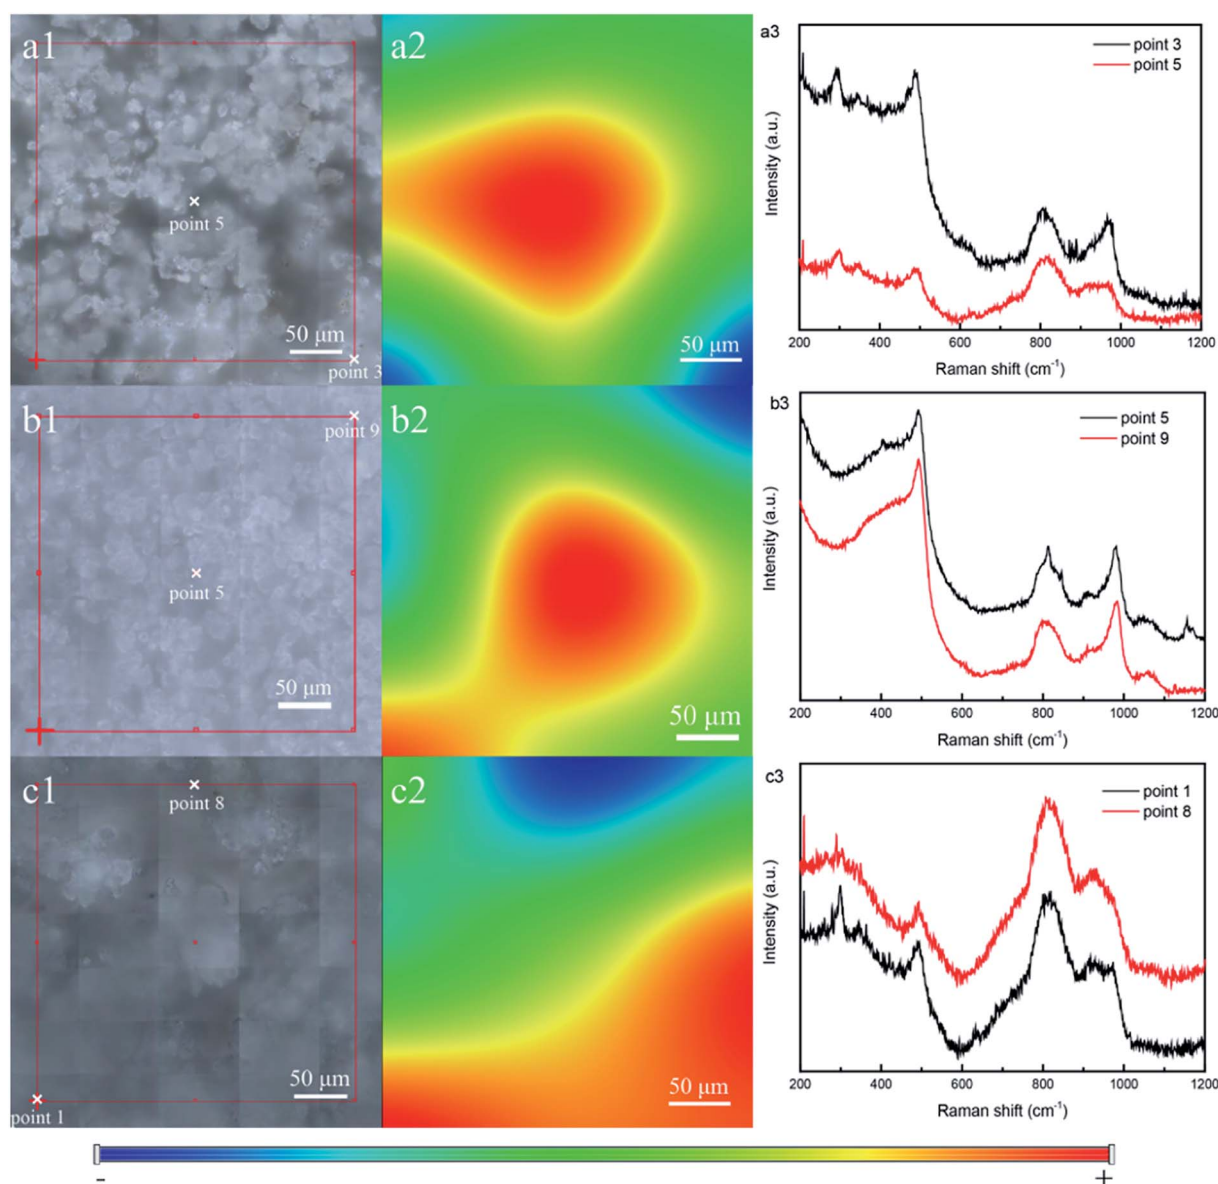 a1
point 5
50 μm
point 3
a2
50 μm
a3
point 3
point 5
Intensity (a.u.)
200 400 600 800 1000 1200
Raman shift (cm-1)
b1
point 9
point 5
50 μm
b2
50 μm
b3
point 5
point 9
Intensity (a.u.)
200 400 600 800 1000 1200
Raman shift (cm-1)
c1
point 8
50 μm
point 1
c2
50 μm
c3
point 1
point 8
Intensity (a.u.)
200 400 600 800 1000 1200
Raman shift (cm-1)
- +